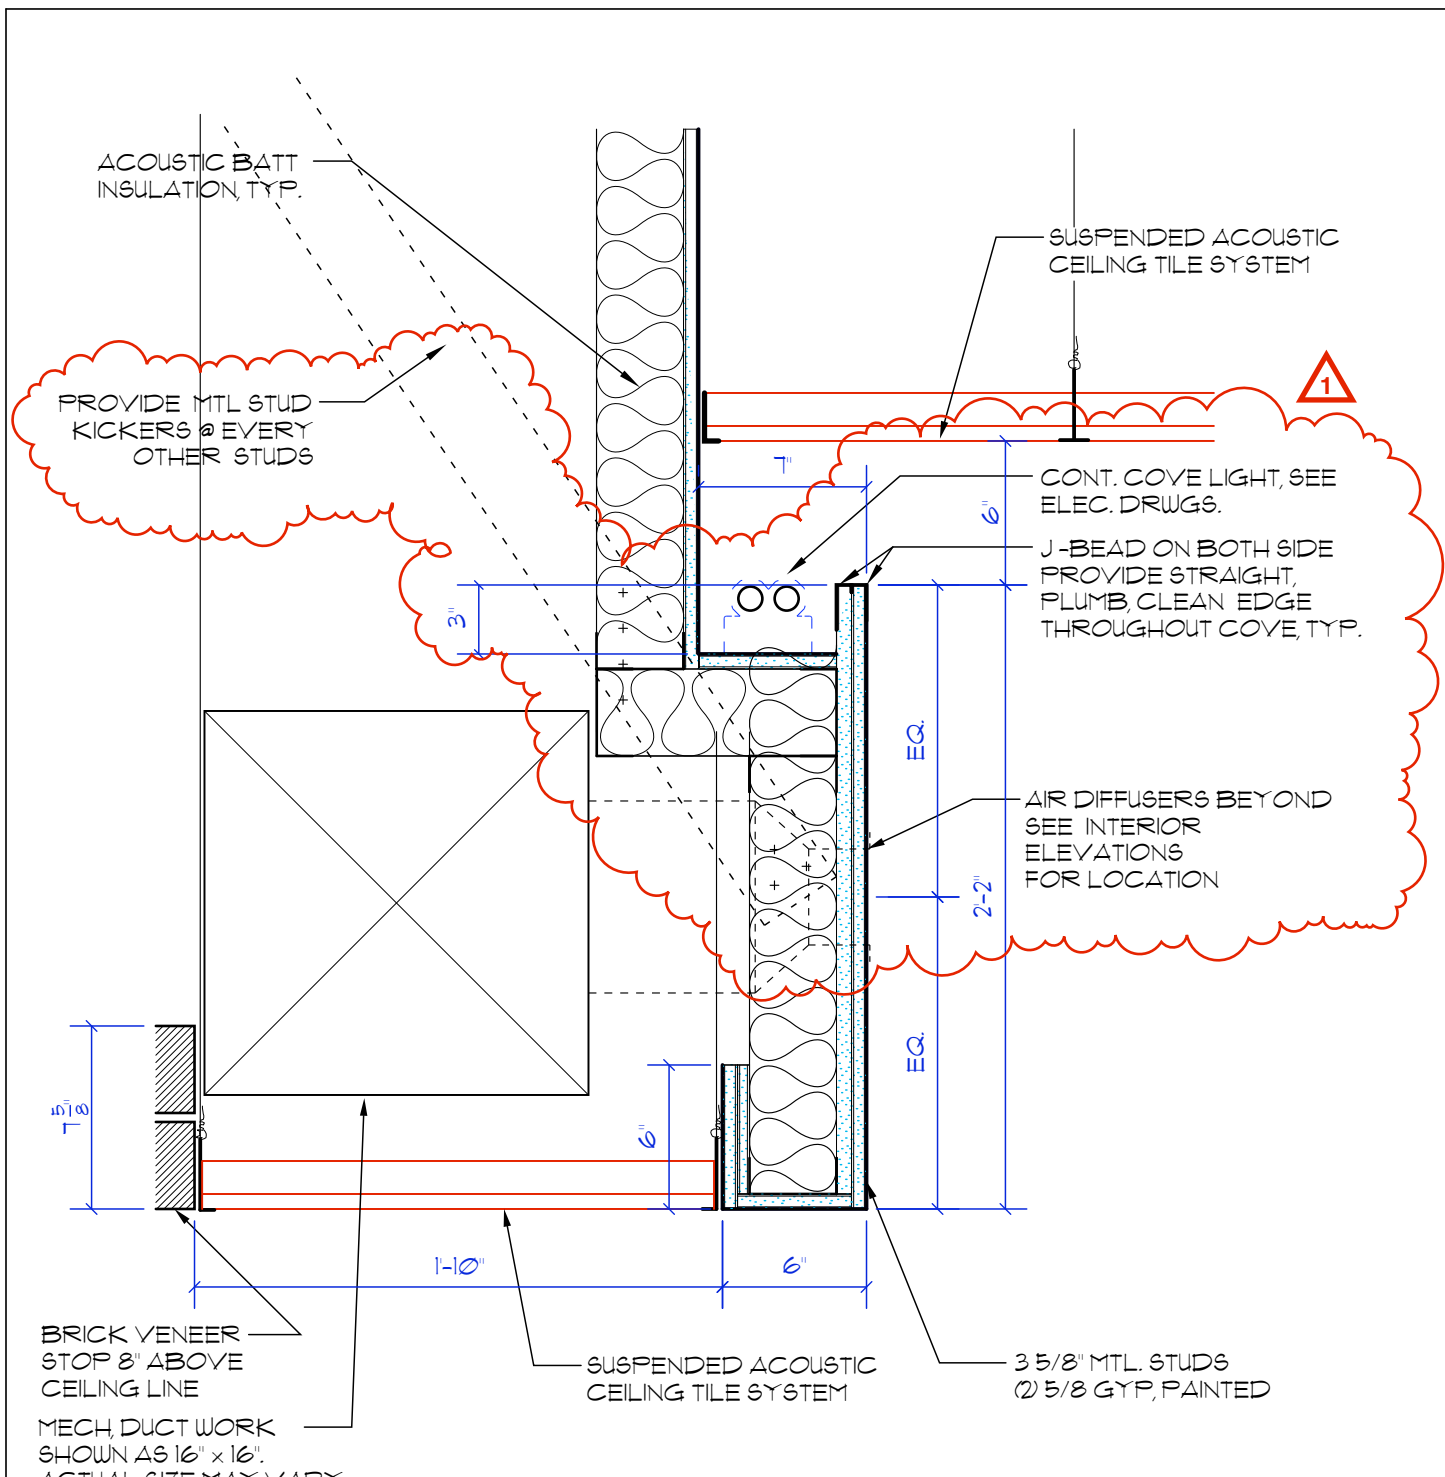 ACOUSTIC BATT
INSULATION, TYP.
SUSPENDED ACOUSTIC
CEILING TILE SYSTEM
1
PROVIDE MTL STUD
KICKERS @ EVERY
OTHER STUDS
7"
6"
CONT. COVE LIGHT, SEE
ELEC. DRWGS.
J-BEAD ON BOTH SIDE
PROVIDE STRAIGHT,
PLUMB, CLEAN EDGE
THROUGHOUT COVE, TYP.
3"
EQ.
AIR DIFFUSERS BEYOND
SEE INTERIOR
ELEVATIONS
FOR LOCATION
2'-2"
EQ.
7 5/8"
6"
1'-10"
6"
BRICK VENEER
STOP 8" ABOVE
CEILING LINE
SUSPENDED ACOUSTIC
CEILING TILE SYSTEM
3 5/8" MTL. STUDS
(2) 5/8 GYP, PAINTED
MECH, DUCT WORK
SHOWN AS 16" x 16".
ACTUAL SIZE MAY VARY